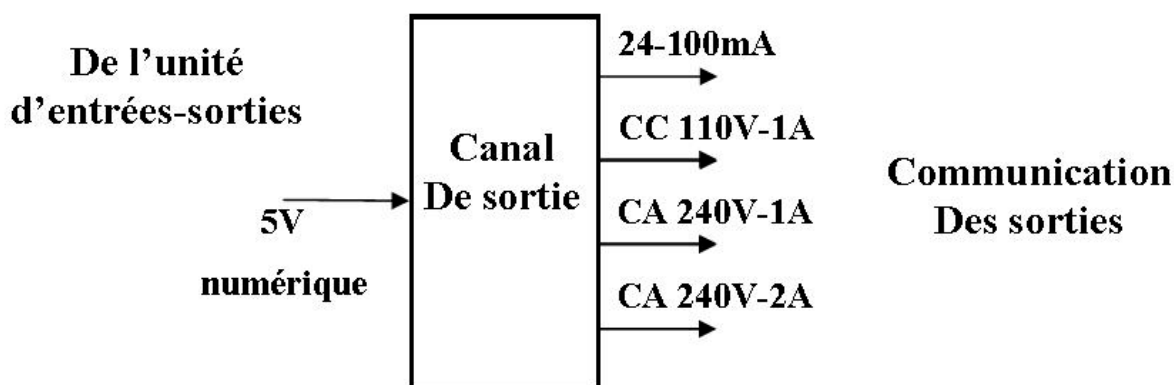 De l'unité
d'entrées-sorties
5V
numérique
Canal
De sortie
24-100mA
CC 110V-1A
CA 240V-1A
CA 240V-2A
Communication
Des sorties